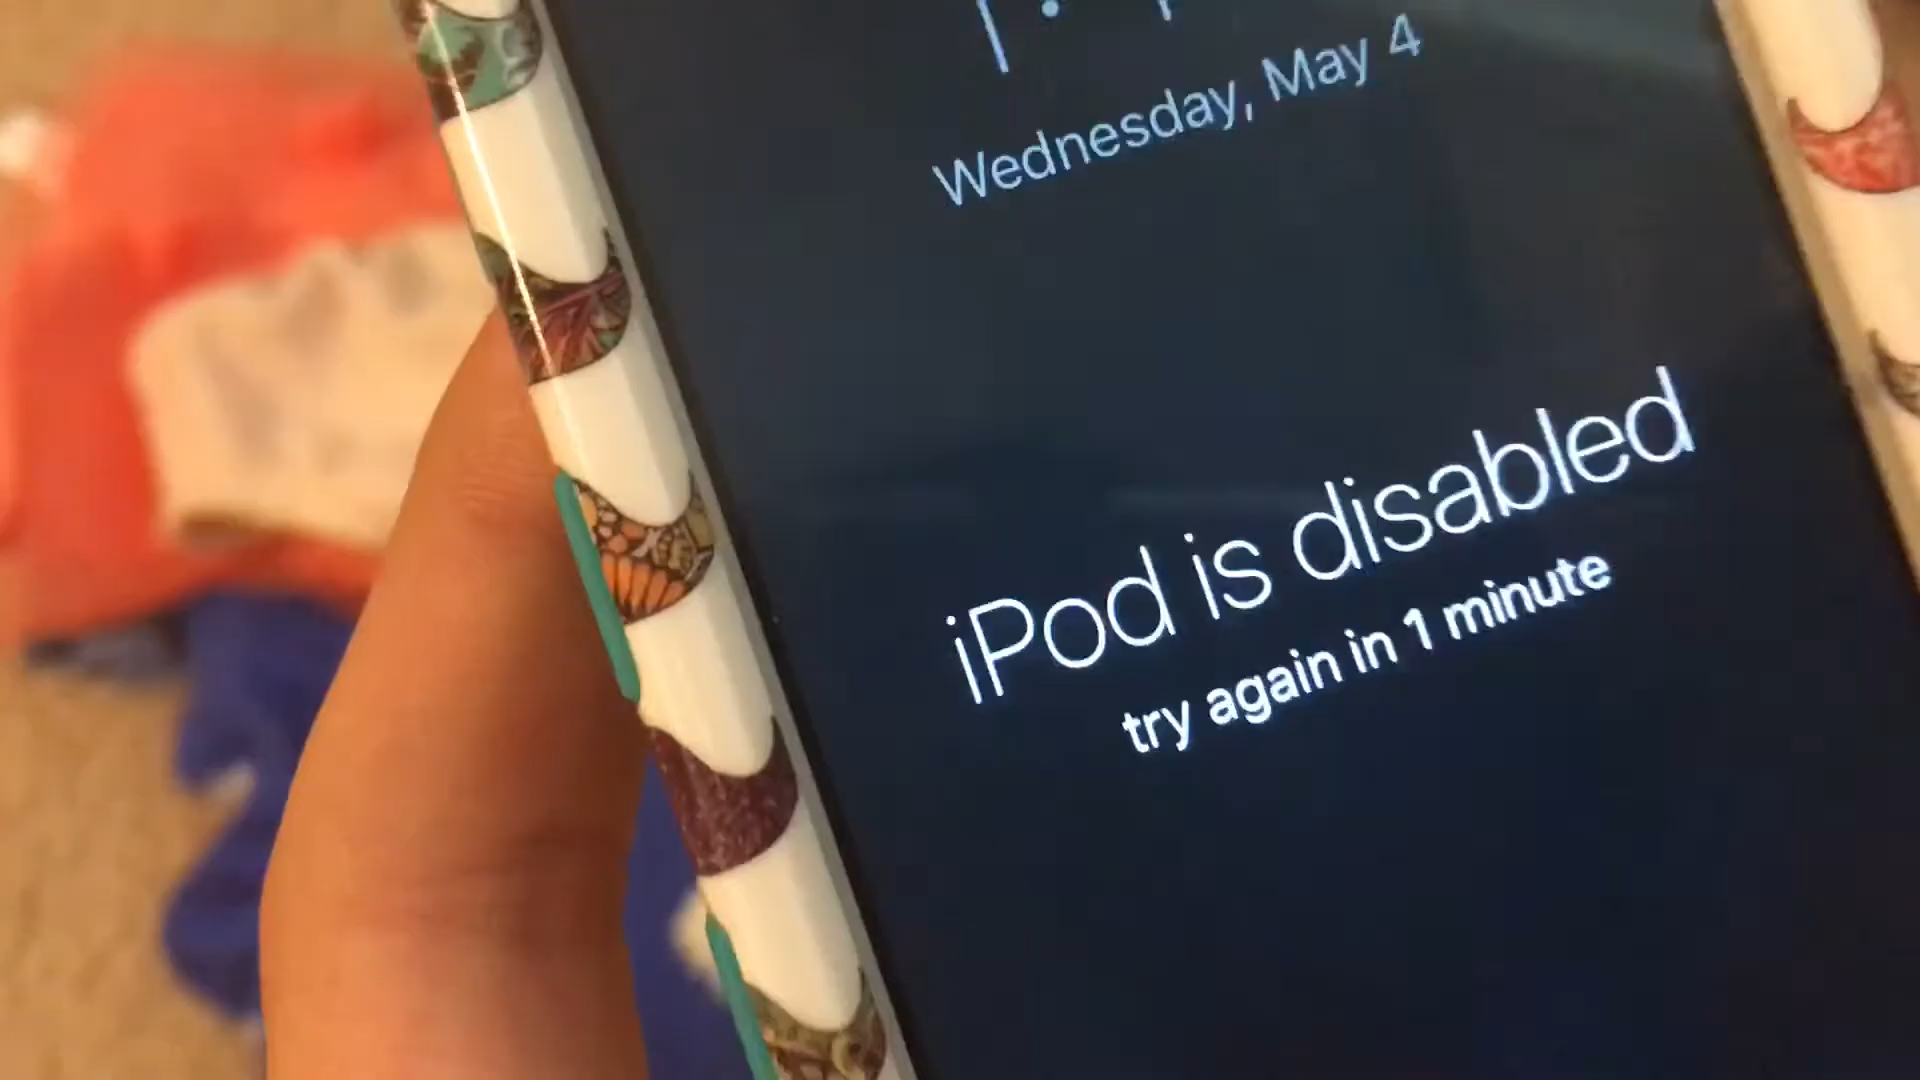 Wednesday, May 4
iPod is disabled
try again in 1 minute